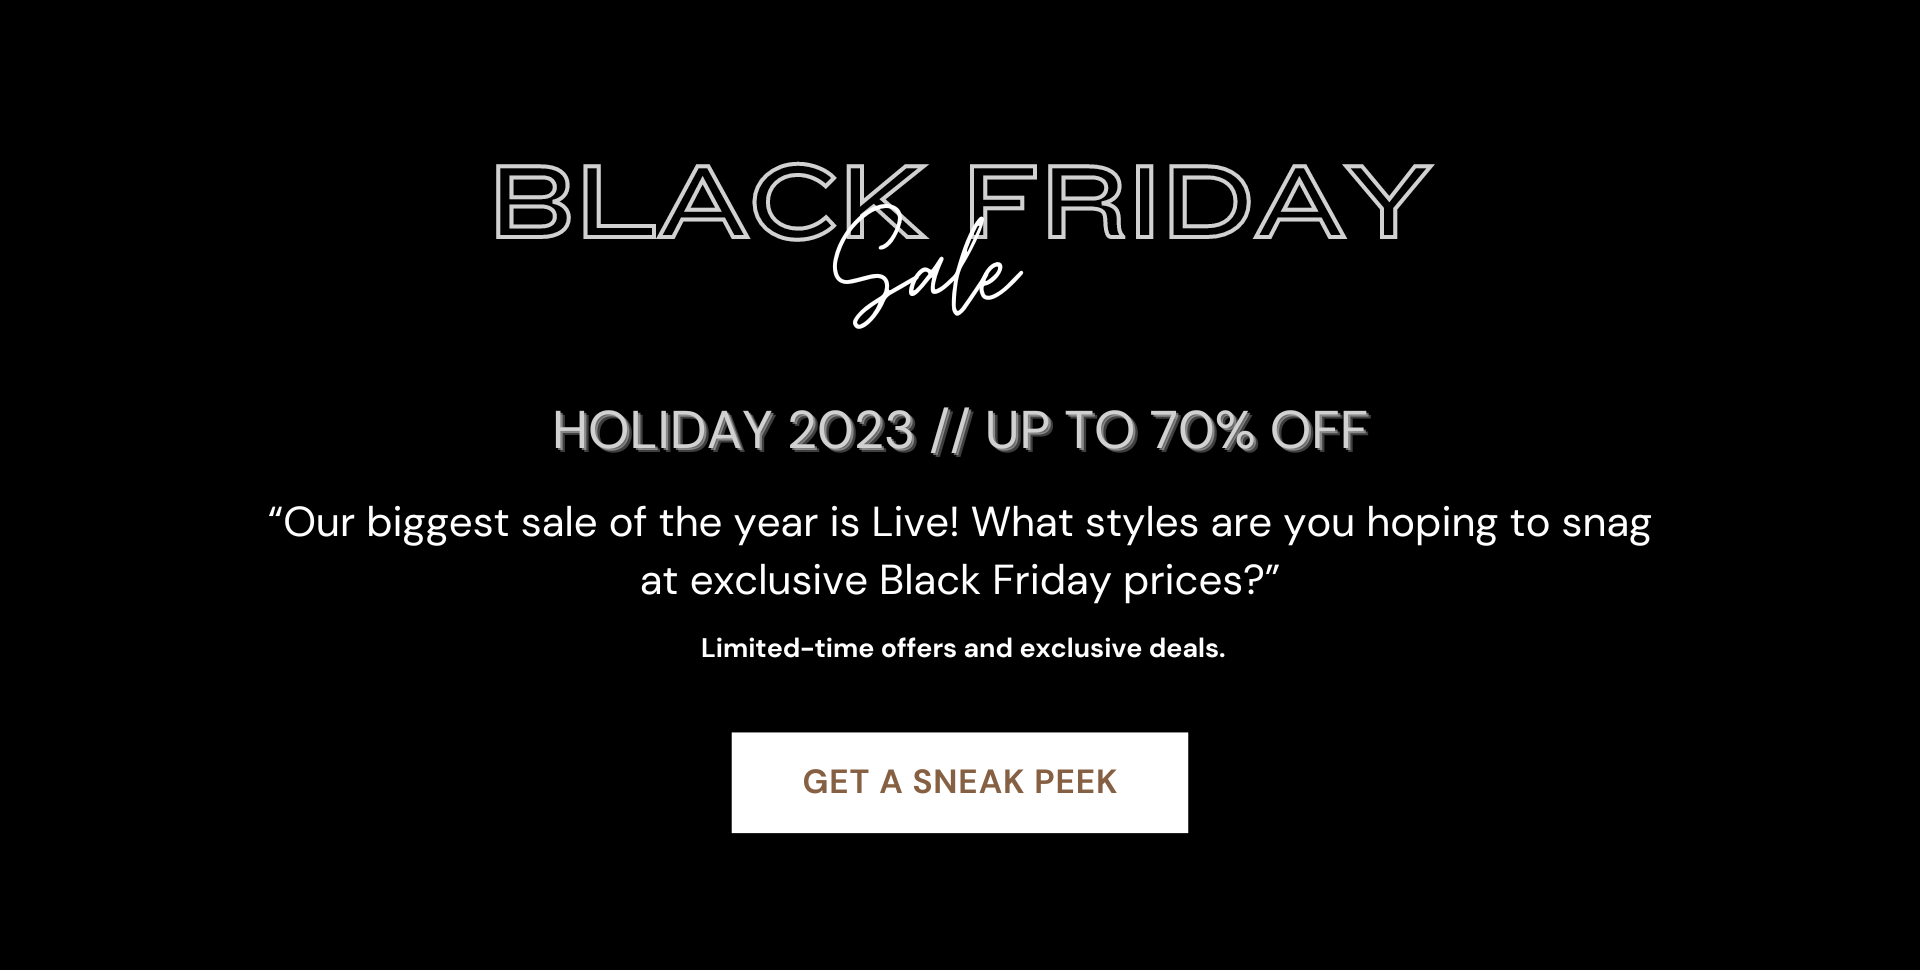 BLACK FRIDAY
Sale
HOLIDAY 2023 // UP TO 70% OFF
“Our biggest sale of the year is Live! What styles are you hoping to snag
at exclusive Black Friday prices?”
Limited-time offers and exclusive deals.
GET A SNEAK PEEK